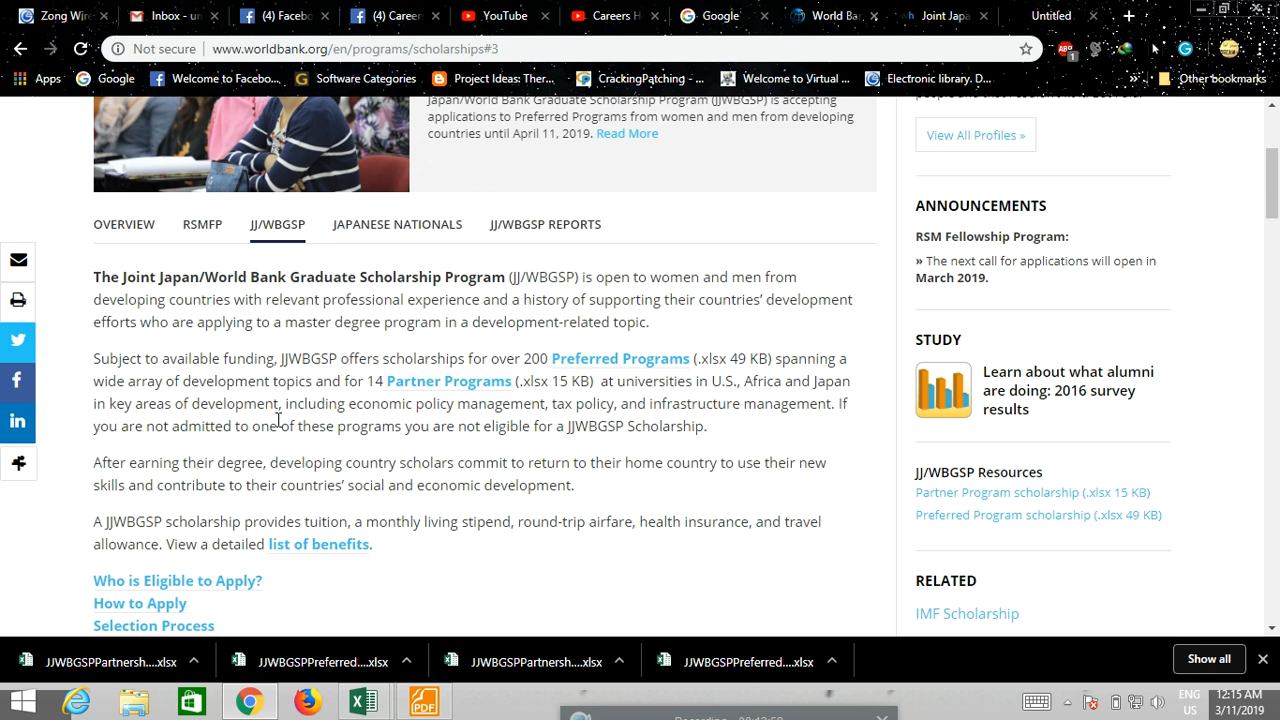 Zong Wire
Inbox - un
(4) Facebo
(4) Career
YouTube
Careers H
Google
World Ba
Joint Japa
Untitled
Not secure
www.worldbank.org/en/programs/scholarships#3
Apps
Google
Welcome to Facebo...
Software Categories
Project Ideas: Ther...
CrackingPatching - ...
Welcome to Virtual ...
Electronic library. D...
Other bookmarks
Japan/World Bank Graduate Scholarship Program (JJWBGSP) is accepting
applications to Preferred Programs from women and men from developing
countries until April 11, 2019. Read More
View All Profiles »
OVERVIEW
RSMFP
JJ/WBGSP
JAPANESE NATIONALS
JJ/WBGSP REPORTS
The Joint Japan/World Bank Graduate Scholarship Program (JJ/WBGSP) is open to women and men from
developing countries with relevant professional experience and a history of supporting their countries’ development
efforts who are applying to a master degree program in a development-related topic.
Subject to available funding, JJWBGSP offers scholarships for over 200 Preferred Programs (.xlsx 49 KB) spanning a
wide array of development topics and for 14 Partner Programs (.xlsx 15 KB) at universities in U.S., Africa and Japan
in key areas of development, including economic policy management, tax policy, and infrastructure management. If
you are not admitted to one of these programs you are not eligible for a JJWBGSP Scholarship.
After earning their degree, developing country scholars commit to return to their home country to use their new
skills and contribute to their countries’ social and economic development.
A JJWBGSP scholarship provides tuition, a monthly living stipend, round-trip airfare, health insurance, and travel
allowance. View a detailed list of benefits.
Who is Eligible to Apply?
How to Apply
Selection Process
ANNOUNCEMENTS
RSM Fellowship Program:
» The next call for applications will open in
March 2019.
STUDY
Learn about what alumni
are doing: 2016 survey
results
JJ/WBGSP Resources
Partner Program scholarship (.xlsx 15 KB)
Preferred Program scholarship (.xlsx 49 KB)
RELATED
IMF Scholarship
JJWBGSPPartnersh....xlsx
JJWBGSPPreferred....xlsx
JJWBGSPPartnersh....xlsx
JJWBGSPPreferred....xlsx
Show all
PDF
ENG
US
12:15 AM
3/11/2019